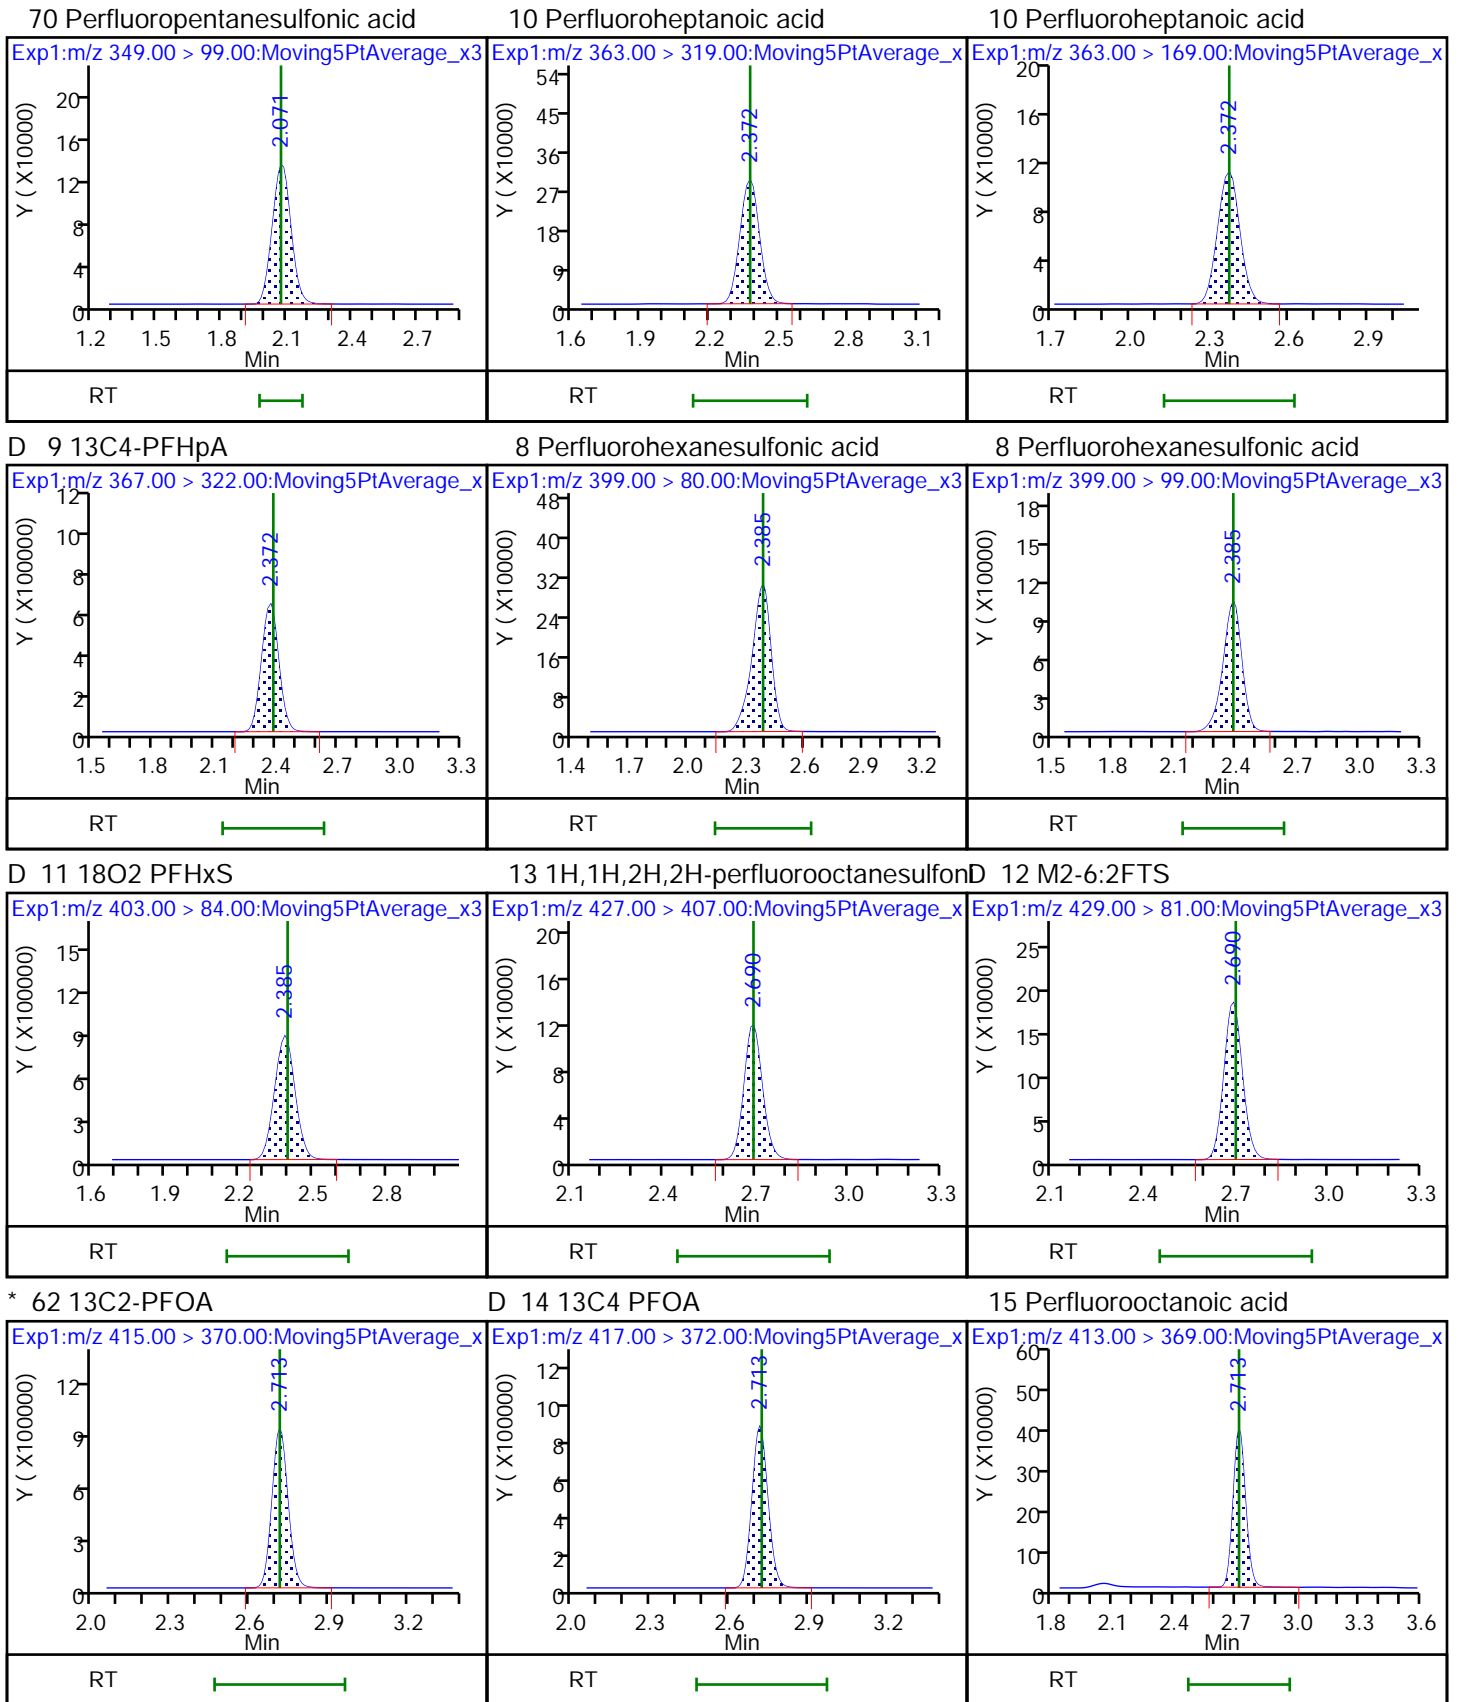 70 Perfluoropentanesulfonic acid
Exp1:m/z 349.00 > 99.00:Moving5PtAverage_x3
Y ( X10000)
20
16
12
8
4
0
2.071
1.2 1.5 1.8 2.1 2.4 2.7
Min
RT
10 Perfluoroheptanoic acid
Exp1:m/z 363.00 > 319.00:Moving5PtAverage_x
Y ( X10000)
54
45
36
27
18
9
0
2.372
1.6 1.9 2.2 2.5 2.8 3.1
Min
RT
10 Perfluoroheptanoic acid
Exp1:m/z 363.00 > 169.00:Moving5PtAverage_x
Y ( X10000)
20
16
12
8
4
0
2.372
1.7 2.0 2.3 2.6 2.9
Min
RT
D 9 13C4-PFHpA
Exp1:m/z 367.00 > 322.00:Moving5PtAverage_x
Y ( X100000)
12
10
8
6
4
2
0
2.372
1.5 1.8 2.1 2.4 2.7 3.0 3.3
Min
RT
8 Perfluorohexanesulfonic acid
Exp1:m/z 399.00 > 80.00:Moving5PtAverage_x3
Y ( X10000)
48
40
32
24
16
8
0
2.385
1.4 1.7 2.0 2.3 2.6 2.9 3.2
Min
RT
8 Perfluorohexanesulfonic acid
Exp1:m/z 399.00 > 99.00:Moving5PtAverage_x3
Y ( X10000)
18
15
12
9
6
3
0
2.385
1.5 1.8 2.1 2.4 2.7 3.0 3.3
Min
RT
D 11 18O2 PFHxS
Exp1:m/z 403.00 > 84.00:Moving5PtAverage_x3
Y ( X100000)
15
12
9
6
3
0
2.385
1.6 1.9 2.2 2.5 2.8
Min
RT
13 1H,1H,2H,2H-perfluorooctanesulfon
Exp1:m/z 427.00 > 407.00:Moving5PtAverage_x
Y ( X10000)
20
16
12
8
4
0
2.690
2.1 2.4 2.7 3.0 3.3
Min
RT
D 12 M2-6:2FTS
Exp1:m/z 429.00 > 81.00:Moving5PtAverage_x3
Y ( X10000)
25
20
15
10
5
0
2.690
2.1 2.4 2.7 3.0 3.3
Min
RT
* 62 13C2-PFOA
Exp1:m/z 415.00 > 370.00:Moving5PtAverage_x
Y ( X100000)
12
9
6
3
0
2.713
2.0 2.3 2.6 2.9 3.2
Min
RT
D 14 13C4 PFOA
Exp1:m/z 417.00 > 372.00:Moving5PtAverage_x
Y ( X100000)
12
10
8
6
4
2
0
2.713
2.0 2.3 2.6 2.9 3.2
Min
RT
15 Perfluorooctanoic acid
Exp1:m/z 413.00 > 369.00:Moving5PtAverage_x
Y ( X10000)
60
50
40
30
20
10
0
2.713
1.8 2.1 2.4 2.7 3.0 3.3 3.6
Min
RT